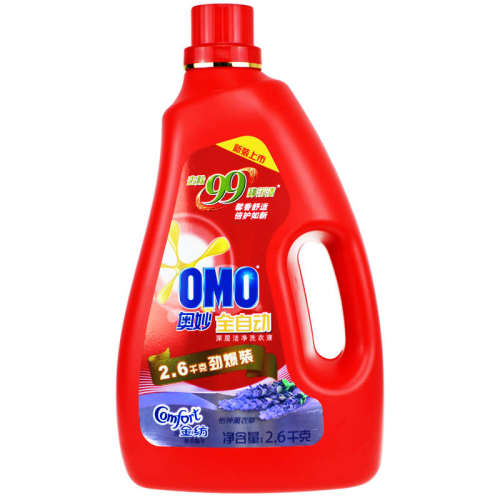 新装上市
99
馨香舒适
倍护如新
OMO
奥妙 全自动
深层洁净洗衣液
2.6千克 劲爆装
Comfort
金纺
净含量:2.6千克